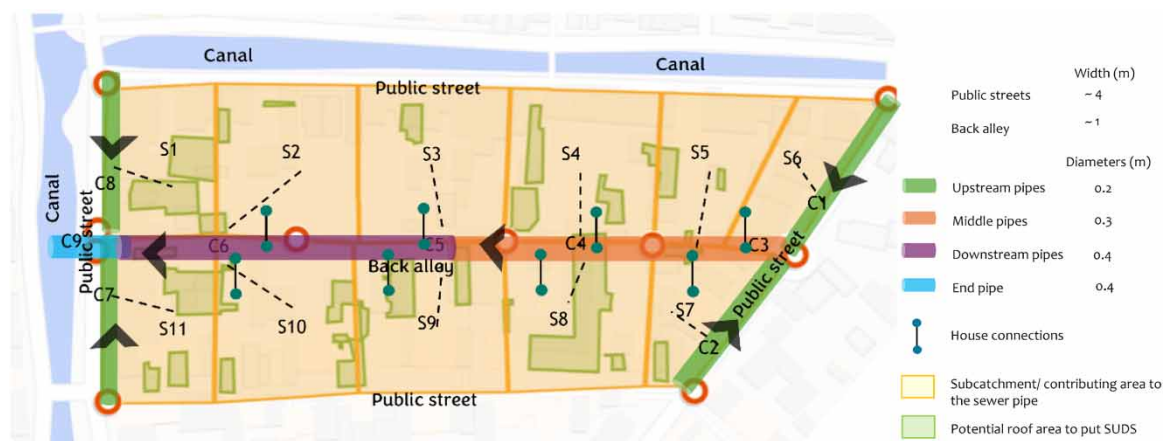 Canal
Canal
Public street
S1
S2
S3
S4
S5
S6
C8
C1
Canal
Public street
C9
C6
C5
C4
C3
Back alley
Public street
C7
S11
S10
S9
S8
S7
C2
Public street
Width (m)
Public streets ~ 4
Back alley ~ 1
Diameters (m)
Upstream pipes 0.2
Middle pipes 0.3
Downstream pipes 0.4
End pipe 0.4
House connections
Subcatchment/ contributing area to
the sewer pipe
Potential roof area to put SUDS